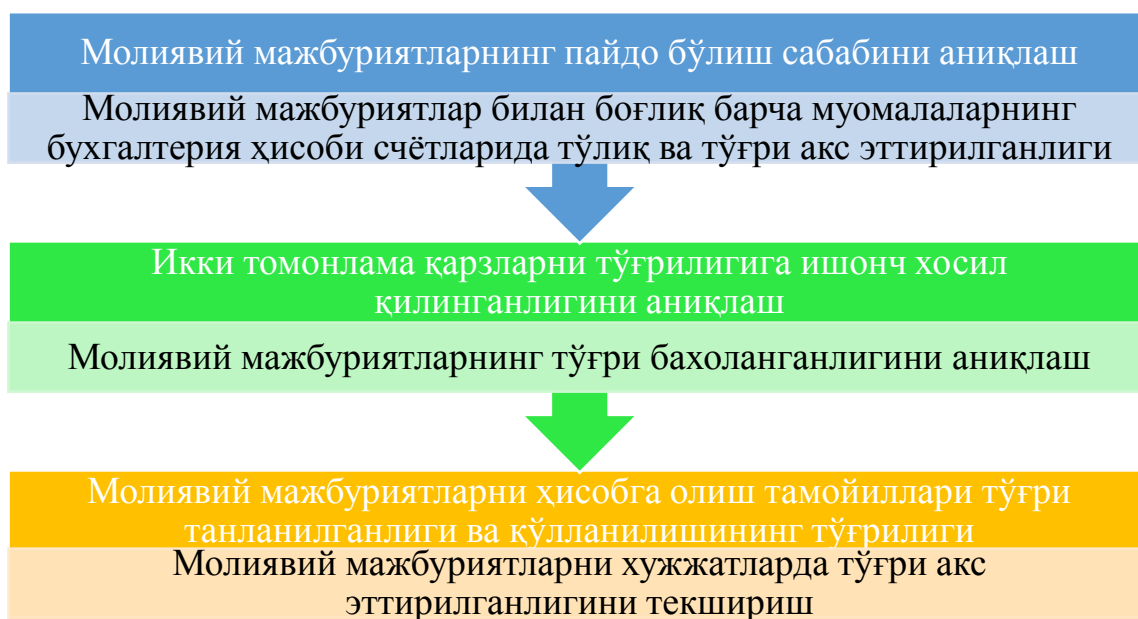 Молиявий мажбуриятларнинг пайдо бўлиш сабабини аниқлаш
Молиявий мажбуриятлар билан боғлиқ барча муомалаларнинг
бухгалтерия ҳисоби счётларида тўлиқ ва тўғри акс эттирилганлиги
Икки томонлама қарзларни тўғрилигига ишонч хосил
қилинганлигини аниқлаш
Молиявий мажбуриятларнинг тўғри бахоланганлигини аниқлаш
Молиявий мажбуриятларни ҳисобга олиш тамойиллари тўғри
танланилганлиги ва қўлланилишининг тўғрилиги
Молиявий мажбуриятларни хужжатларда тўғри акс
эттирилганлигини текшириш